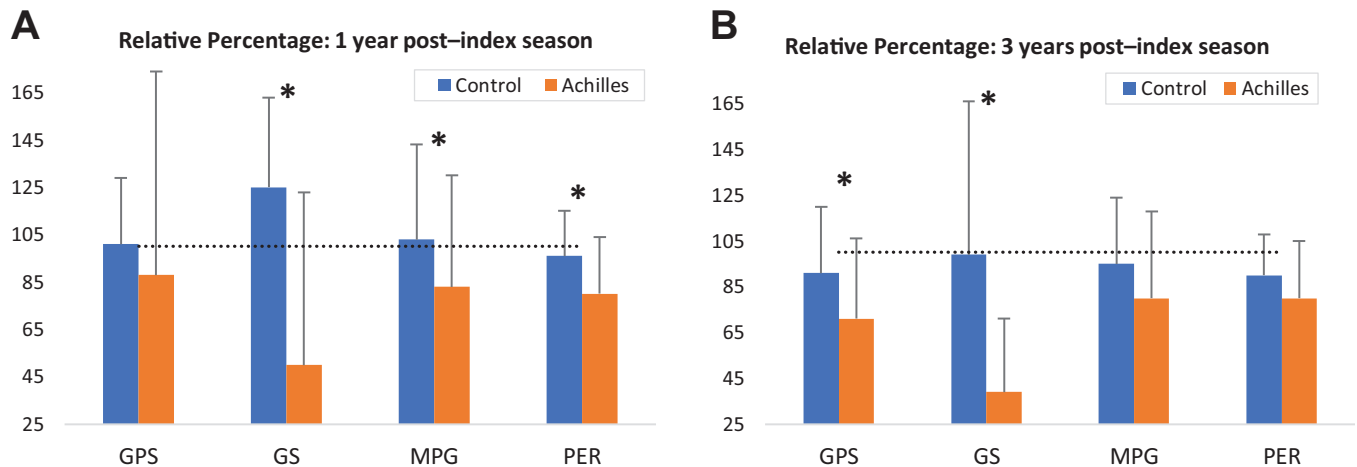 A
Relative Percentage: 1 year post–index season
Control Achilles
165
145
125
105
85
65
45
25
* * *
GPS GS MPG PER
B
Relative Percentage: 3 years post–index season
Control Achilles
165
145
125
105
85
65
45
25
* *
GPS GS MPG PER